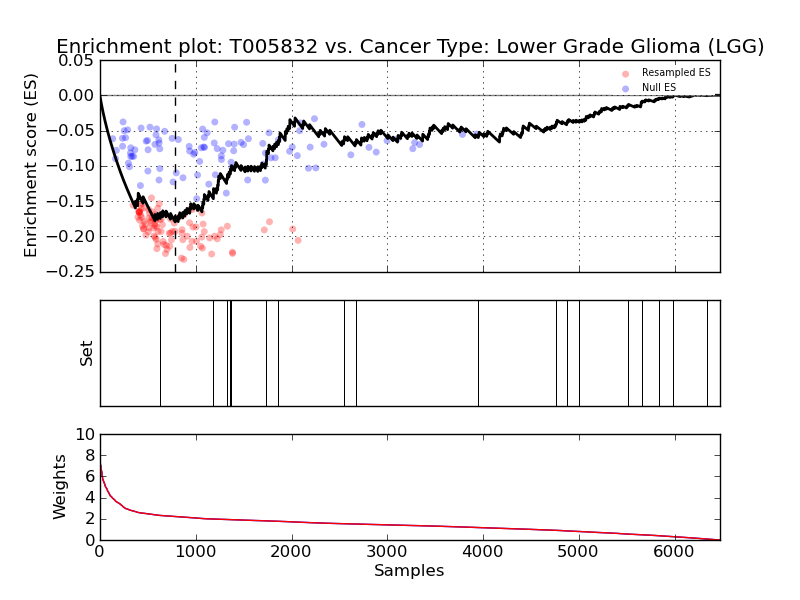 Enrichment plot: T005832 vs. Cancer Type: Lower Grade Glioma (LGG)
Enrichment score (ES)
0.05
0.00
−0.05
−0.10
−0.15
−0.20
−0.25
Resampled ES
Null ES
Set
Weights
10
8
6
4
2
0
0 1000 2000 3000 4000 5000 6000
Samples